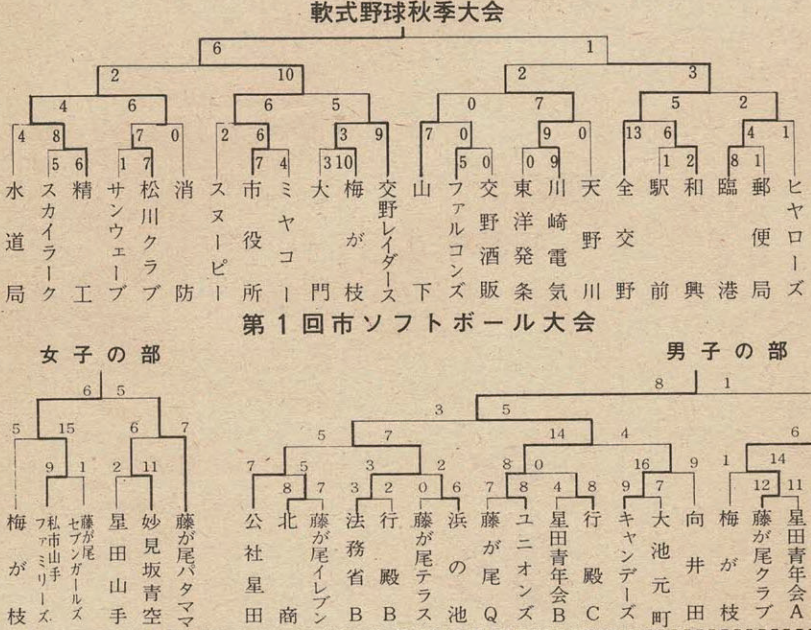 軟式野球秋季大会
6 1
2 10 2 3
4 6 6 5 0 7 5 2
4 8 7 0 2 6 3 9 7 0 9 0 13 6 4 1
5 6 1 7 7 4 3 10 5 0 0 9 1 2 8 1
水道局
スカイラーク
精工
サンウェーブ
松川クラブ
消防
スヌーピー
市役所
ミヤコー
大門
梅が枝
交野レイダース
山下
ファルコンズ
交野酒販
東洋発条
川崎電気
天野川
全交野
駅前
和興
臨港
郵便局
ヒヤローズ
第1回市ソフトボール大会
女子の部
6 5
5 15 6 7
9 1 2 11
梅が枝
私市山手ファミリーズ
藤が尾セブンガールズ
星田山手
妙見坂青空
藤が尾パタママ
男子の部
8 1
3 5
5 7 14 4 6
7 5 3 2 8 0 16 9 1 14
8 7 3 2 0 6 7 8 4 8 9 7 12 11
公社星田
北商
藤が尾イレブン
法務省B
行殿B
藤が尾テラス
浜の池
藤が尾Q
ユニオンズ
星田青年会B
行殿C
キャンデーズ
大池元町
向井田
梅が枝
藤が尾クラブ
星田青年会A